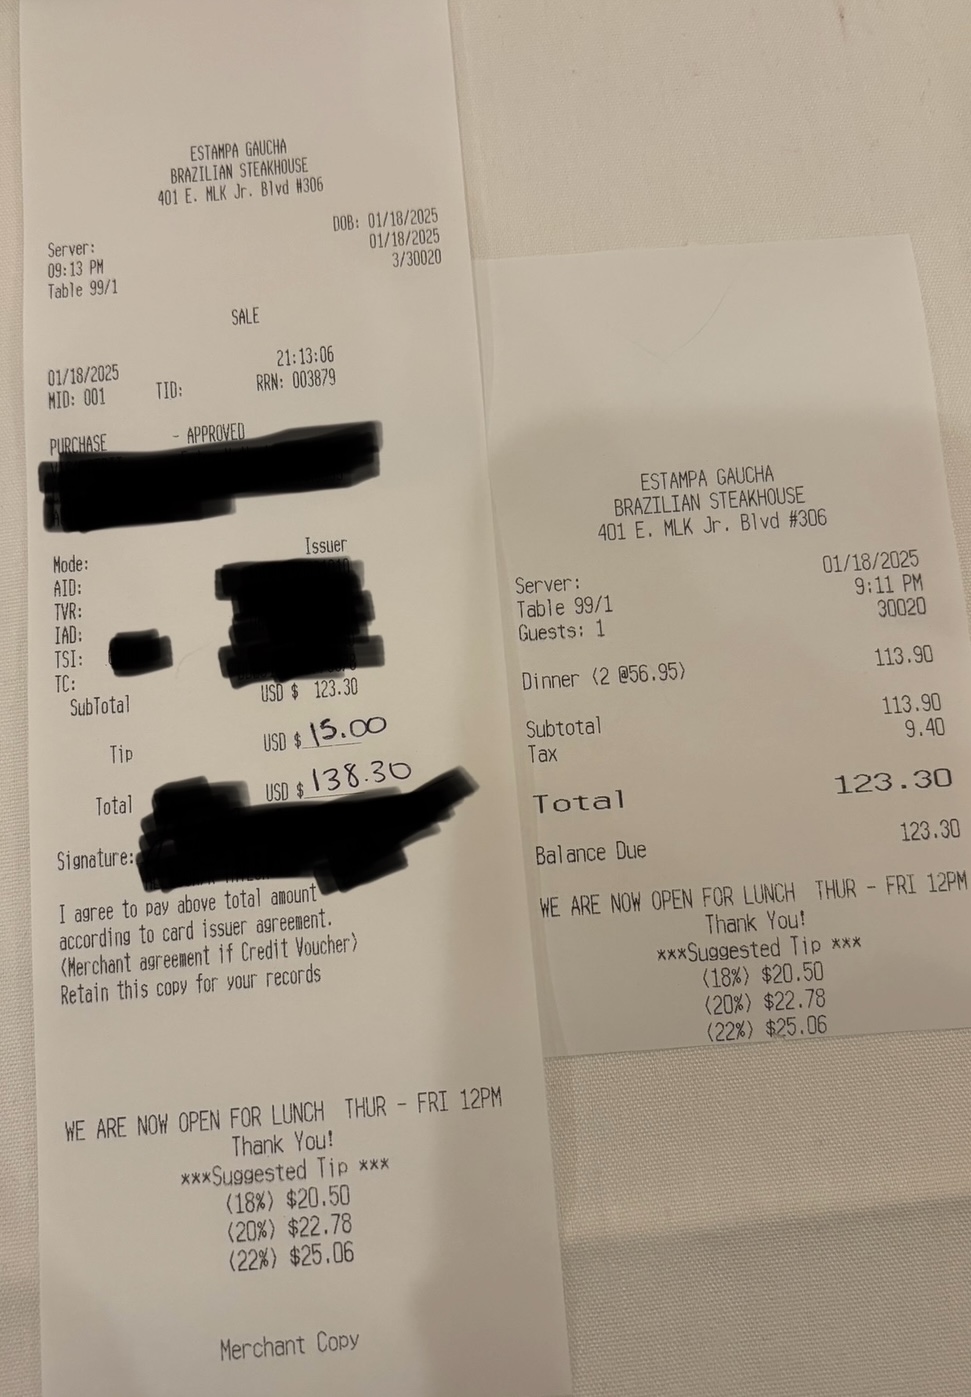 ESTAMPA GAUCHA
BRAZILIAN STEAKHOUSE
401 E. MLK Jr. Blvd #306
DOB: 01/18/2025
Server: 01/18/2025
09:13 PM 3/30020
Table 99/1
SALE
21:13:06
01/18/2025
MID: 001 TID: RRN: 003879
PURCHASE - APPROVED
Mode: Issuer
AID:
TVR:
IAD:
TSI:
TC:
SubTotal USD $ 123.30
Tip USD $ 15.00
Total USD $ 138.30
Signature:
I agree to pay above total amount
according to card issuer agreement.
(Merchant agreement if Credit Voucher)
Retain this copy for your records
WE ARE NOW OPEN FOR LUNCH THUR - FRI 12PM
Thank You!
***Suggested Tip ***
(18%) $20.50
(20%) $22.78
(22%) $25.06
Merchant Copy
ESTAMPA GAUCHA
BRAZILIAN STEAKHOUSE
401 E. MLK Jr. Blvd #306
Server: 01/18/2025
Table 99/1 9:11 PM
Guests: 1 30020
Dinner (2 @56.95) 113.90
Subtotal 113.90
Tax 9.40
Total 123.30
Balance Due 123.30
WE ARE NOW OPEN FOR LUNCH THUR - FRI 12PM
Thank You!
***Suggested Tip ***
(18%) $20.50
(20%) $22.78
(22%) $25.06